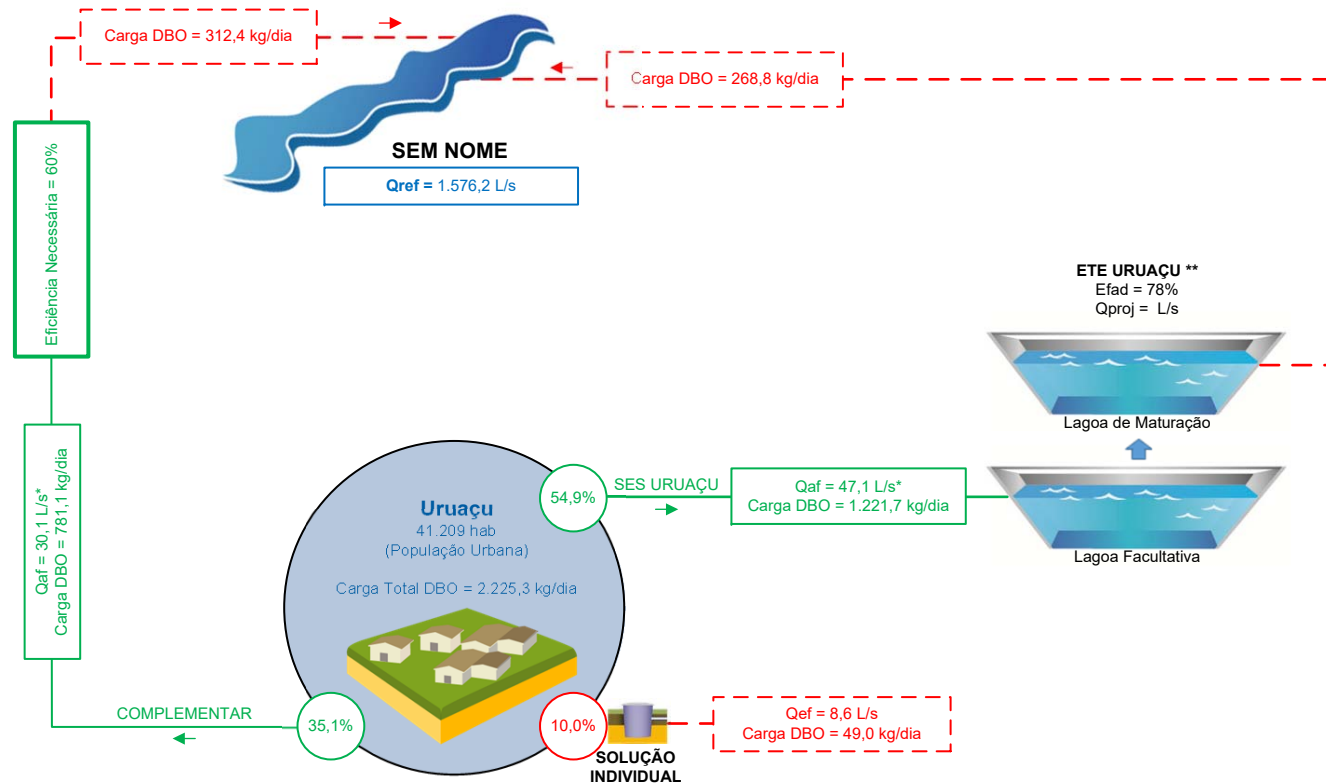 Carga DBO = 312,4 kg/dia
Carga DBO = 268,8 kg/dia
SEM NOME
Qref = 1.576,2 L/s
Eficiência Necessária = 60%
ETE URUAÇU **
Efad = 78%
Qproj = L/s
Lagoa de Maturação
Lagoa Facultativa
Qaf = 30,1 L/s*
Carga DBO = 781,1 kg/dia
54,9%
SES URUAÇU
Qaf = 47,1 L/s*
Carga DBO = 1.221,7 kg/dia
Uruaçu
41.209 hab
(População Urbana)
Carga Total DBO = 2.225,3 kg/dia
COMPLEMENTAR
35,1%
10,0%
SOLUÇÃO
INDIVIDUAL
Qef = 8,6 L/s
Carga DBO = 49,0 kg/dia